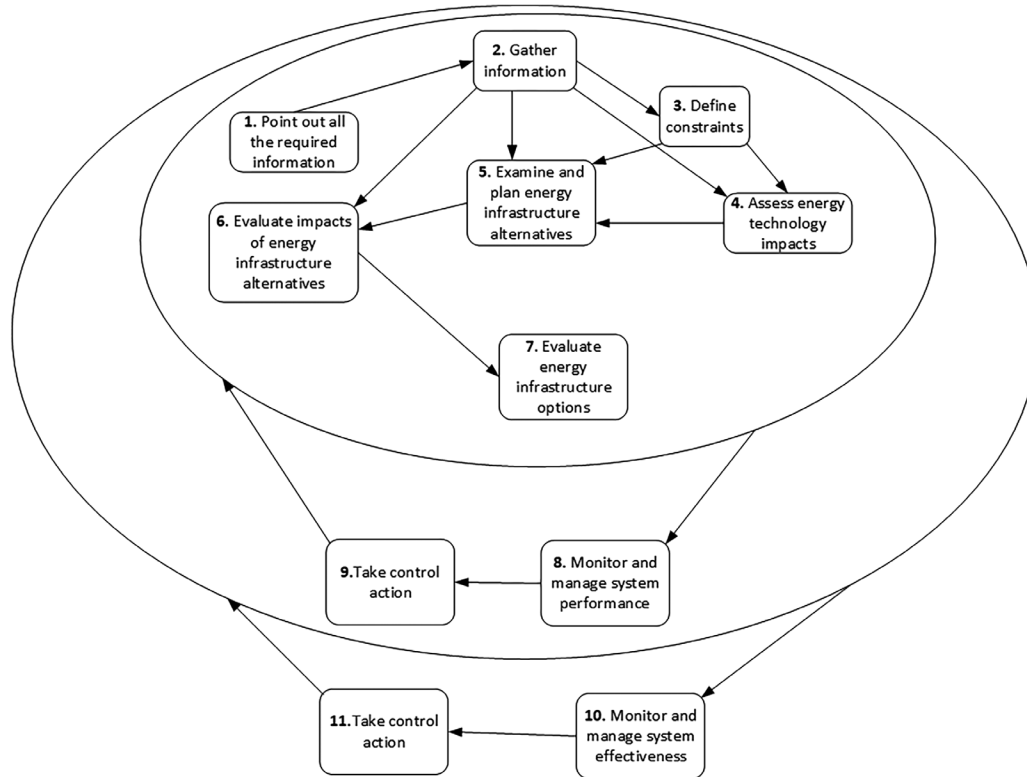 2. Gather
information
3. Define
constraints
1. Point out all
the required
information
5. Examine and
plan energy
infrastructure
alternatives
4. Assess energy
technology
impacts
6. Evaluate impacts
of energy
infrastructure
alternatives
7. Evaluate
energy
infrastructure
options
9.Take control
action
8. Monitor and
manage system
performance
11.Take control
action
10. Monitor and
manage system
effectiveness